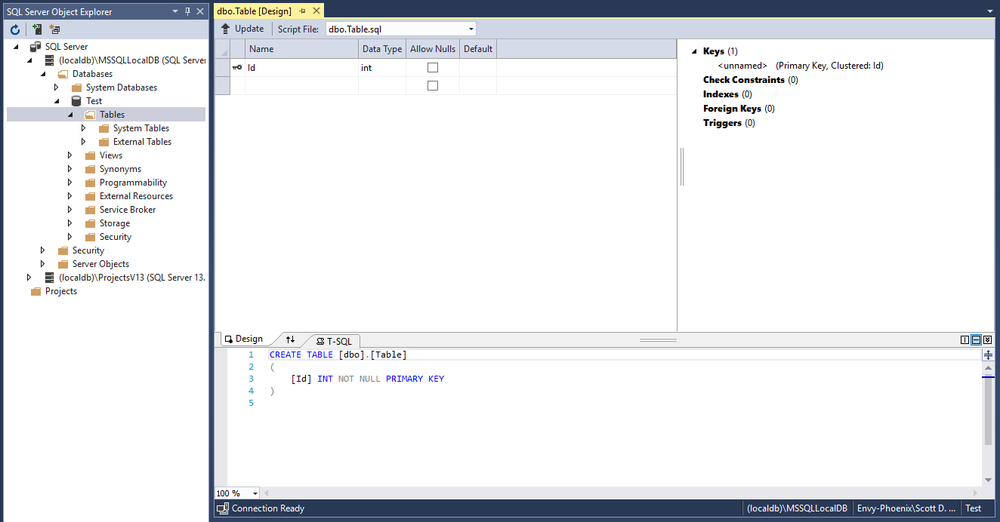 SQL Server Object Explorer
SQL Server
(localdb)\MSSQLLocalDB (SQL Server
Databases
System Databases
Test
Tables
System Tables
External Tables
Views
Synonyms
Programmability
External Resources
Service Broker
Storage
Security
Security
Server Objects
(localdb)\ProjectsV13 (SQL Server 13.
Projects
dbo.Table [Design]
Update Script File: dbo.Table.sql
Name Data Type Allow Nulls Default
Id int
Keys (1)
<unnamed> (Primary Key, Clustered: Id)
Check Constraints (0)
Indexes (0)
Foreign Keys (0)
Triggers (0)
Design T-SQL
1 CREATE TABLE [dbo].[Table]
2 (
3 [Id] INT NOT NULL PRIMARY KEY
4 )
5
100 %
Connection Ready (localdb)\MSSQLLocalDB Envy-Phoenix\Scott D. ... Test